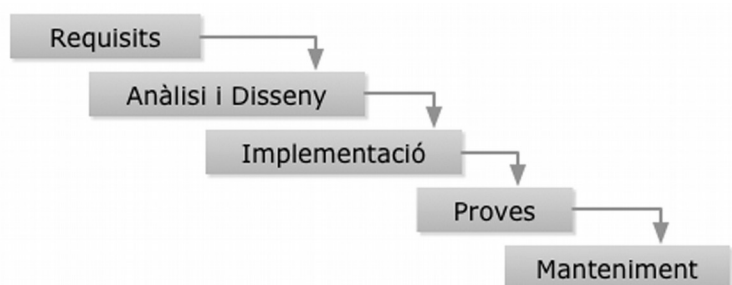 Requisits
Anàlisi i Disseny
Implementació
Proves
Manteniment